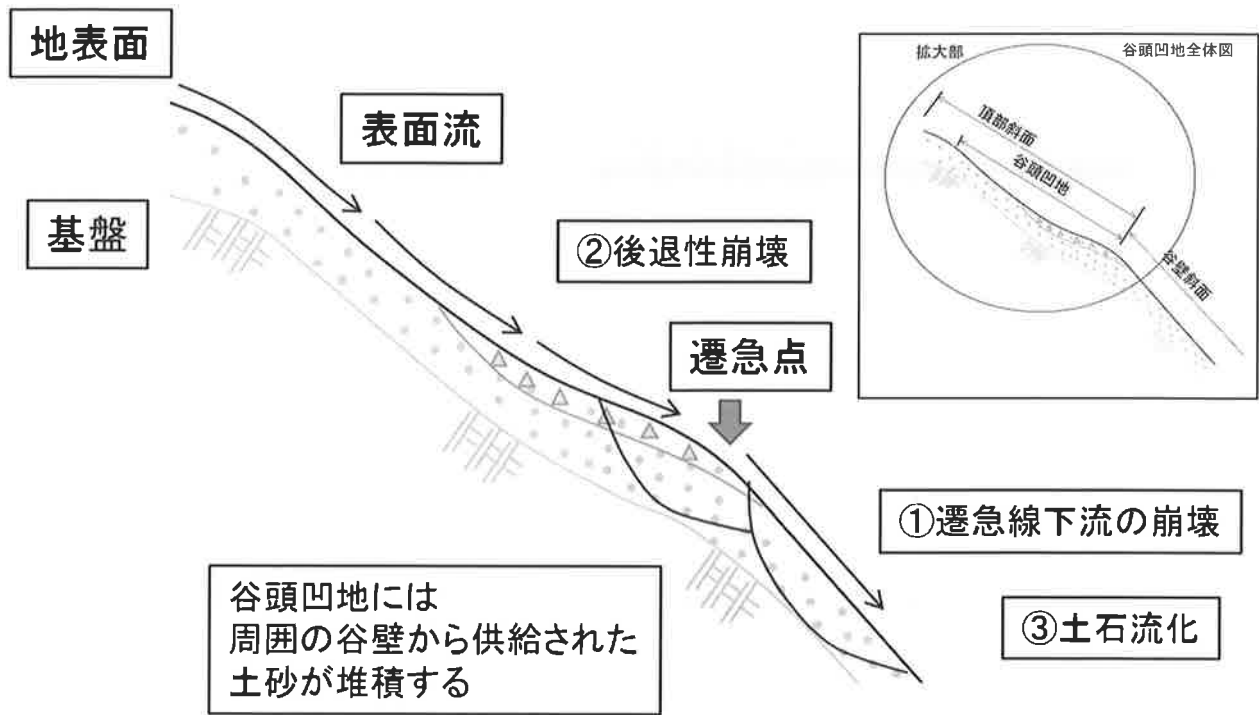 地表面
表面流
基盤
②後退性崩壊
遷急点
①遷急線下流の崩壊
③土石流化
谷頭凹地には
周囲の谷壁から供給された
土砂が堆積する
拡大部
谷頭凹地全体図
頂部斜面
谷頭凹地
谷壁斜面